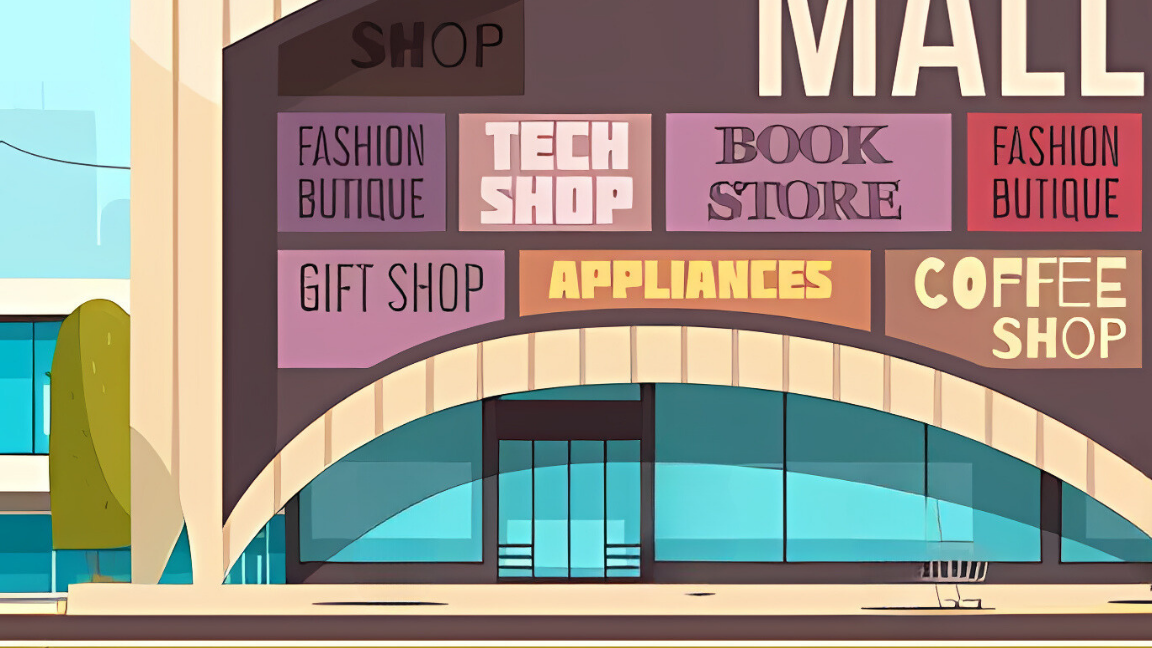 SHOP
MALL
FASHION
BUTIQUE
TECH
SHOP
BOOK
STORE
FASHION
BUTIQUE
GIFT SHOP
APPLIANCES
COFFEE
SHOP